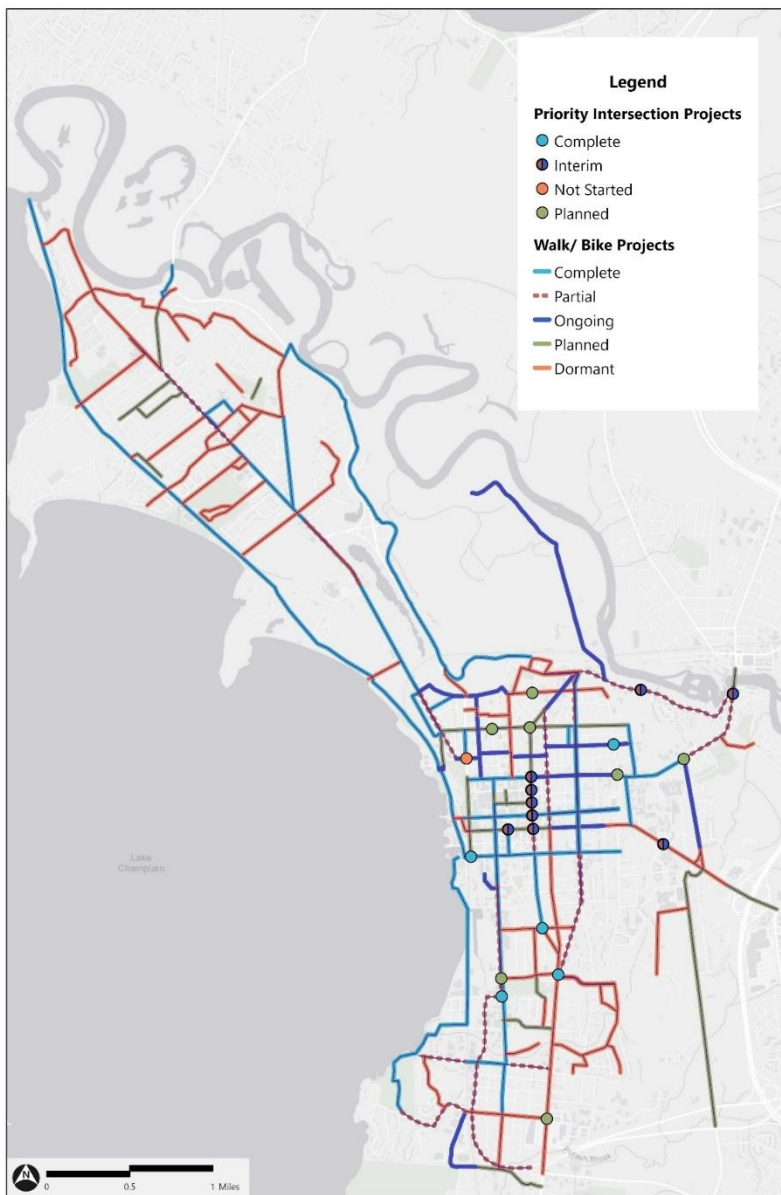 Legend
Priority Intersection Projects
Complete
Interim
Not Started
Planned
Walk/ Bike Projects
Complete
Partial
Ongoing
Planned
Dormant
Lake
Champlain
N
0 0.5 1 Miles